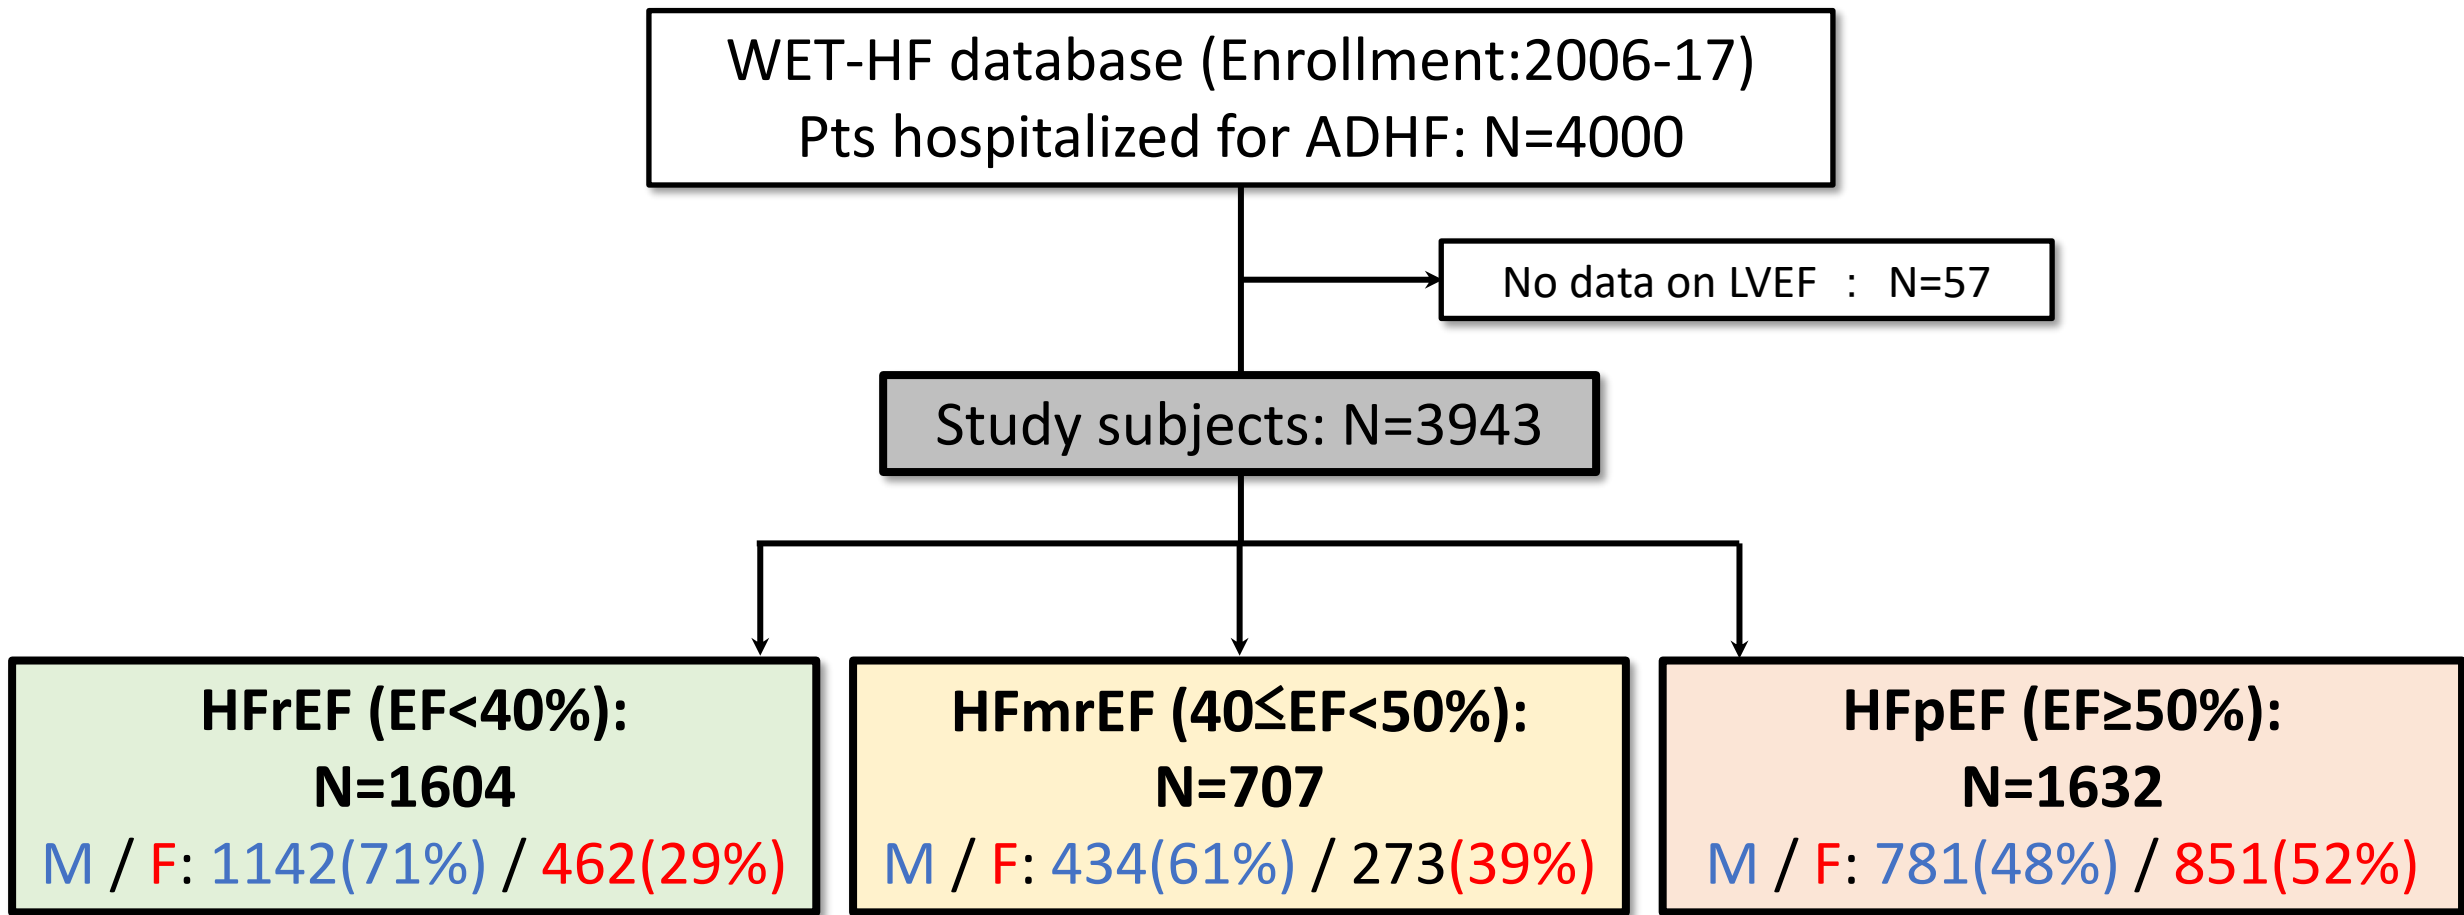 WET-HF database (Enrollment:2006-17)
Pts hospitalized for ADHF: N=4000
No data on LVEF : N=57
Study subjects: N=3943
HFrEF (EF<40%):
N=1604
M / F: 1142(71%) / 462(29%)
HFmrEF (40≤EF<50%):
N=707
M / F: 434(61%) / 273(39%)
HFpEF (EF≥50%):
N=1632
M / F: 781(48%) / 851(52%)